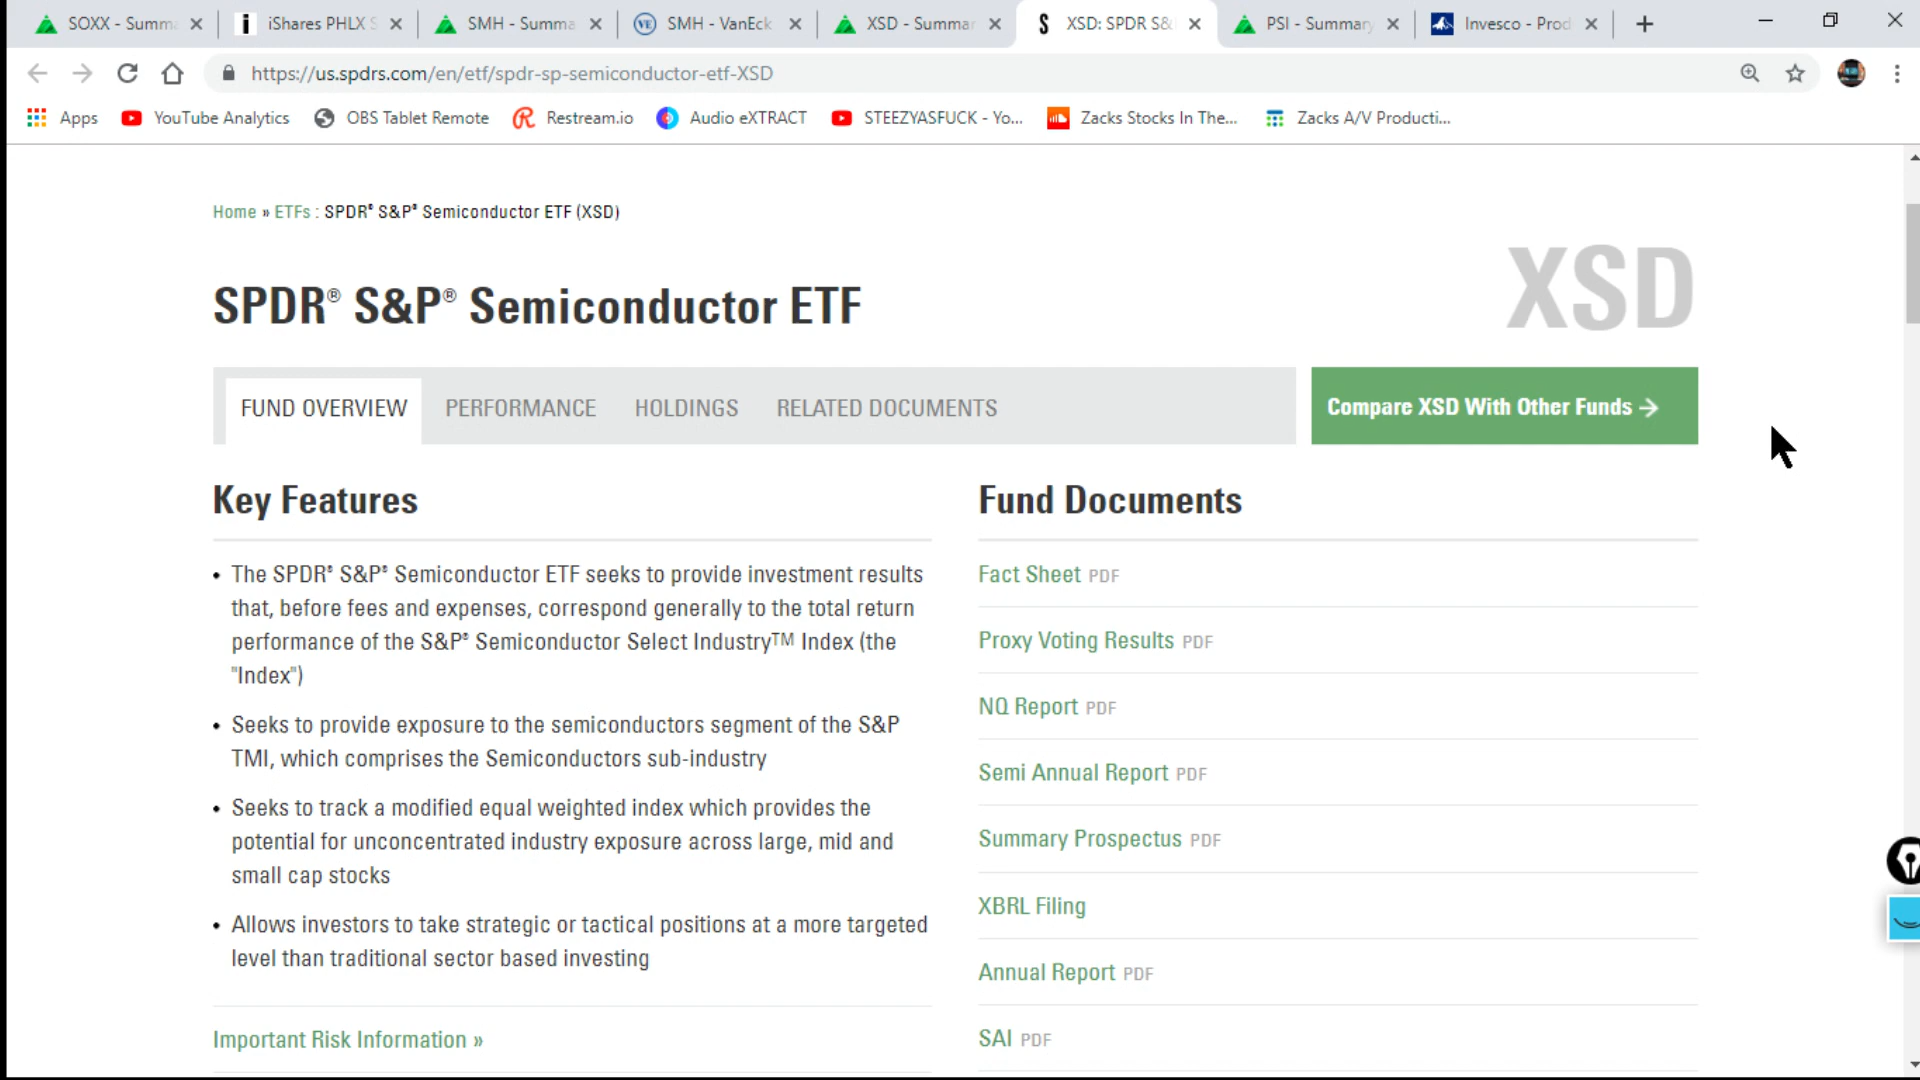 SOXX - Summa
iShares PHLX S
SMH - Summa
SMH - VanEck
XSD - Summar
XSD: SPDR S&
PSI - Summary
Invesco - Prod
https://us.spdrs.com/en/etf/spdr-sp-semiconductor-etf-XSD
Apps
YouTube Analytics
OBS Tablet Remote
Restream.io
Audio eXTRACT
STEEZYASFUCK - Yo...
Zacks Stocks In The...
Zacks A/V Producti...
Home » ETFs : SPDR® S&P® Semiconductor ETF (XSD)
XSD
SPDR® S&P® Semiconductor ETF
FUND OVERVIEW
PERFORMANCE
HOLDINGS
RELATED DOCUMENTS
Compare XSD With Other Funds →
Key Features
• The SPDR® S&P® Semiconductor ETF seeks to provide investment results
that, before fees and expenses, correspond generally to the total return
performance of the S&P® Semiconductor Select Industry™ Index (the
"Index")
• Seeks to provide exposure to the semiconductors segment of the S&P
TMI, which comprises the Semiconductors sub-industry
• Seeks to track a modified equal weighted index which provides the
potential for unconcentrated industry exposure across large, mid and
small cap stocks
• Allows investors to take strategic or tactical positions at a more targeted
level than traditional sector based investing
Important Risk Information »
Fund Documents
Fact Sheet PDF
Proxy Voting Results PDF
NQ Report PDF
Semi Annual Report PDF
Summary Prospectus PDF
XBRL Filing
Annual Report PDF
SAI PDF